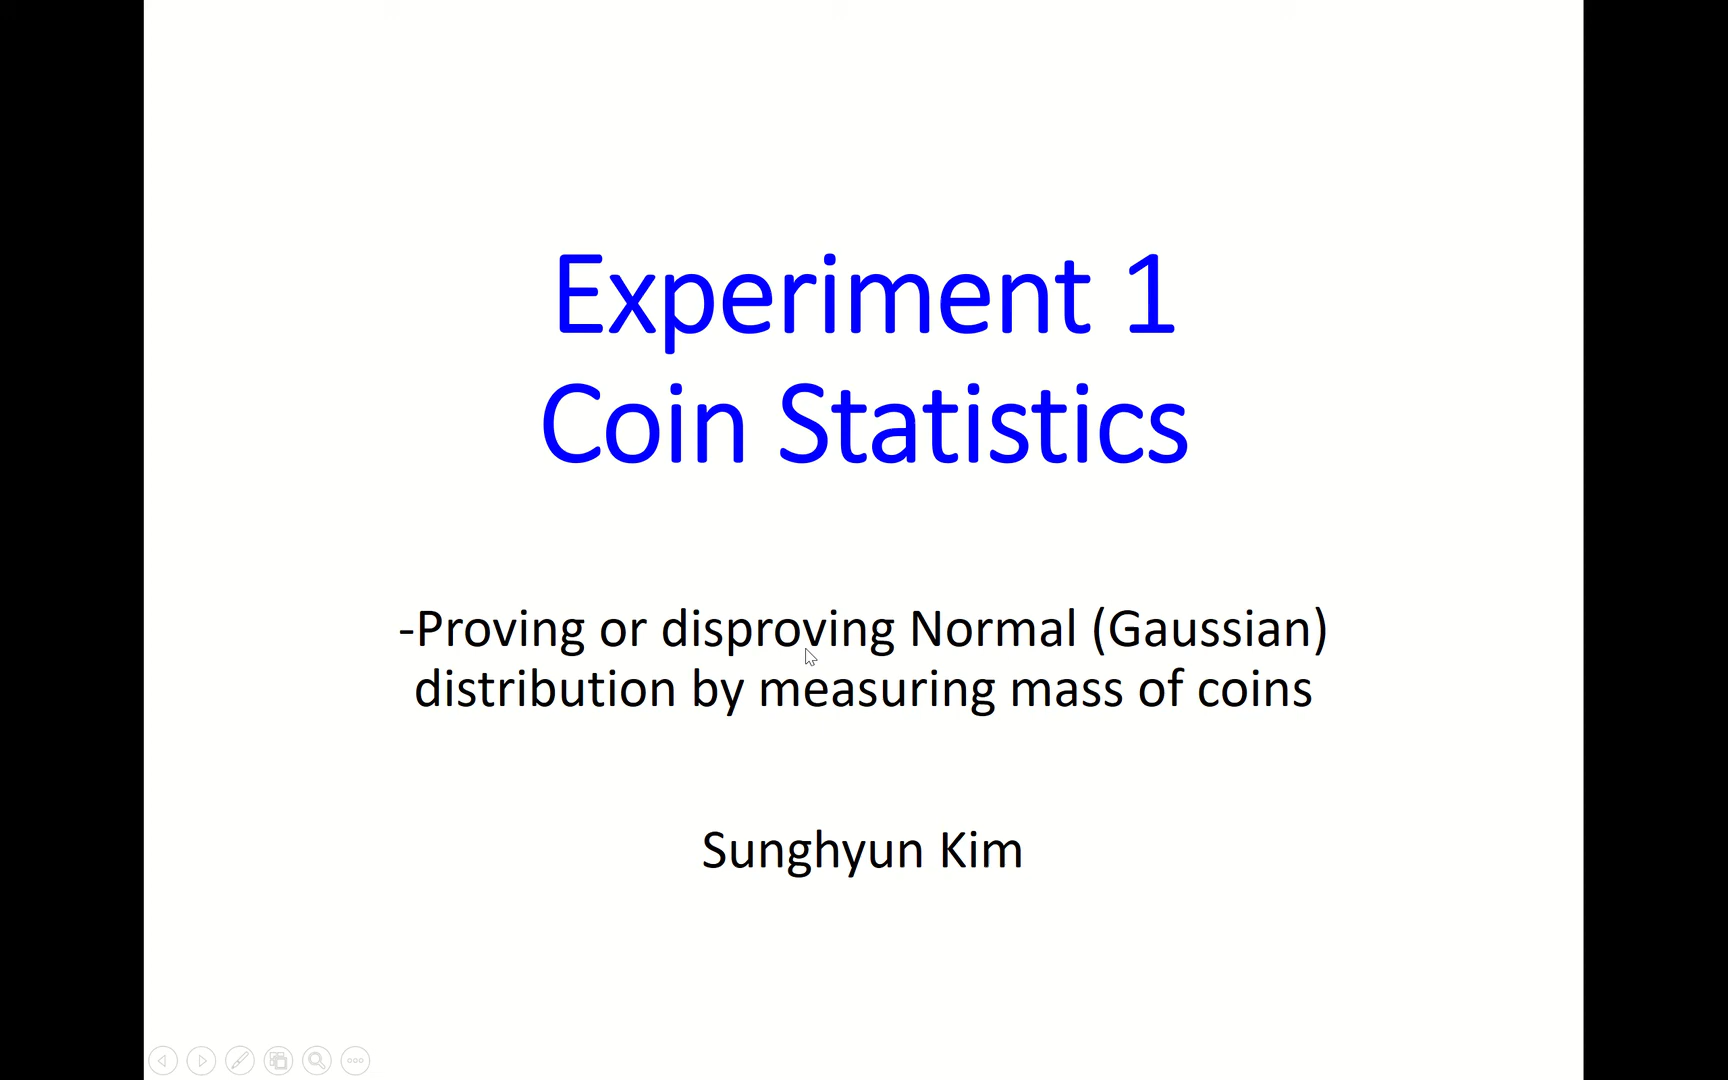 Experiment 1
Coin Statistics
-Proving or disproving Normal (Gaussian)
distribution by measuring mass of coins
Sunghyun Kim